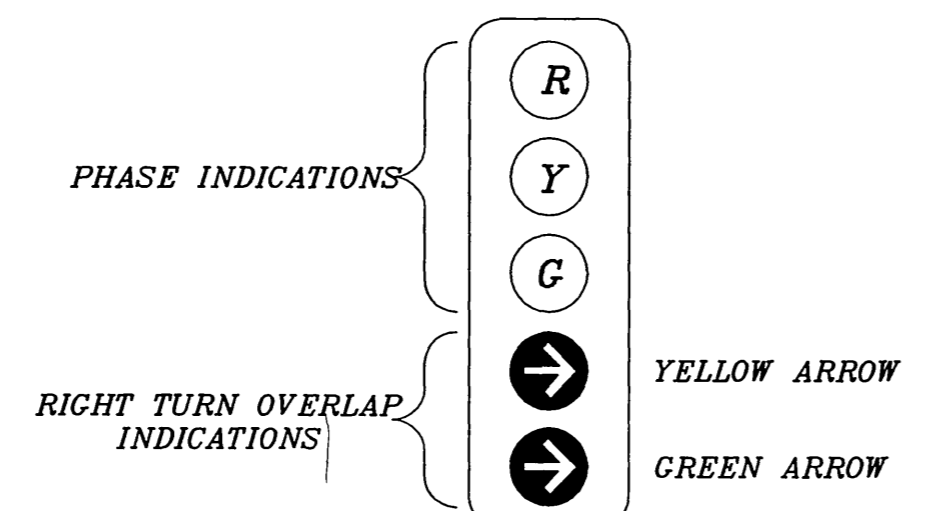 R
PHASE INDICATIONS
Y
G
YELLOW ARROW
RIGHT TURN OVERLAP
INDICATIONS
GREEN ARROW